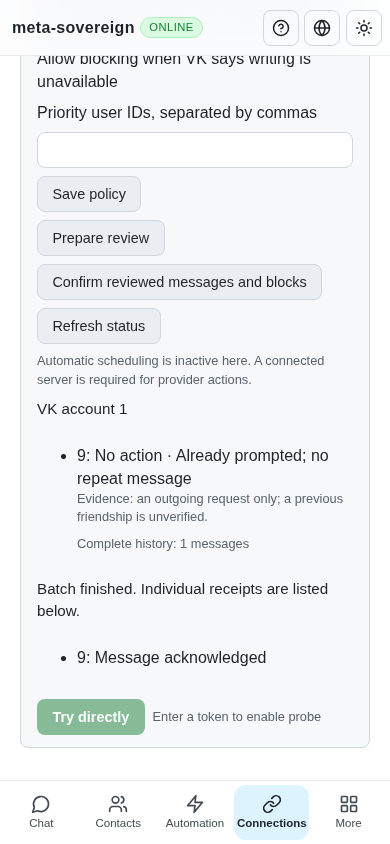 meta-sovereign ONLINE
Allow blocking when VK says writing is
unavailable
Priority user IDs, separated by commas
Save policy
Prepare review
Confirm reviewed messages and blocks
Refresh status
Automatic scheduling is inactive here. A connected
server is required for provider actions.
VK account 1
• 9: No action · Already prompted; no
repeat message
Evidence: an outgoing request only; a previous
friendship is unverified.
Complete history: 1 messages
Batch finished. Individual receipts are listed
below.
• 9: Message acknowledged
Try directly Enter a token to enable probe
Chat Contacts Automation Connections More